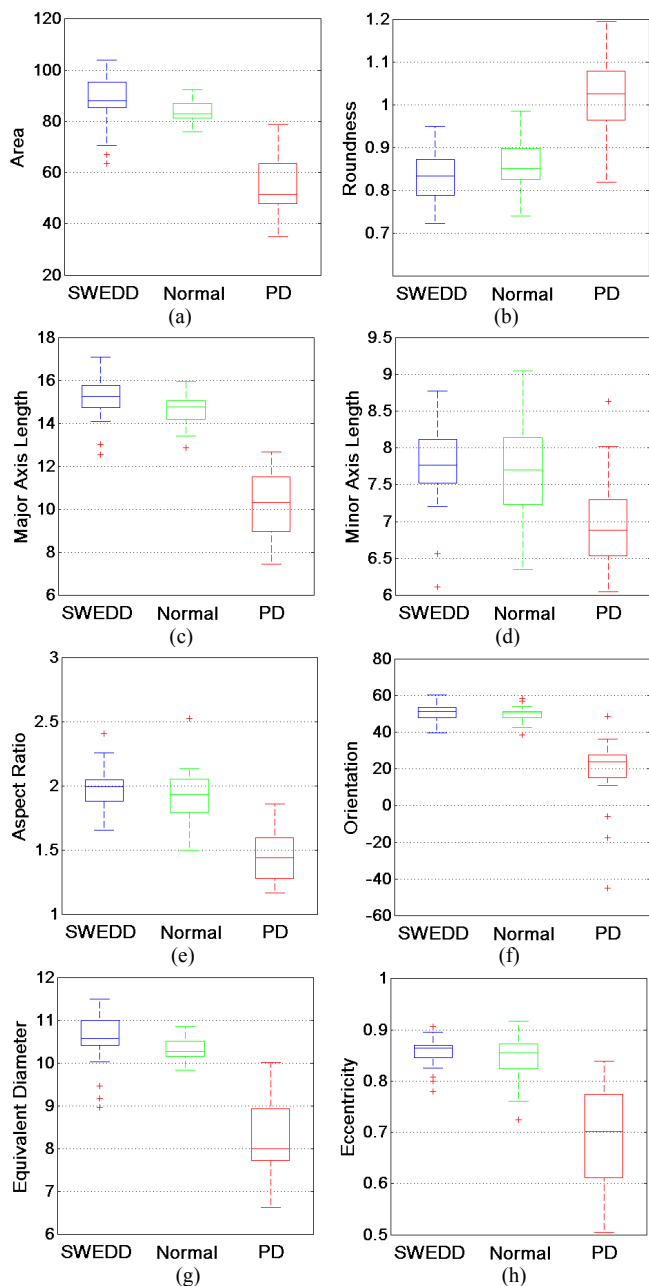 120
100
80
60
40
20
Area
SWEDD Normal PD
(a)
1.2
1.1
1
0.9
0.8
0.7
Roundness
SWEDD Normal PD
(b)
18
16
14
12
10
8
6
Major Axis Length
SWEDD Normal PD
(c)
9.5
9
8.5
8
7.5
7
6.5
6
Minor Axis Length
SWEDD Normal PD
(d)
3
2.5
2
1.5
1
Aspect Ratio
SWEDD Normal PD
(e)
80
60
40
20
0
-20
-40
-60
Orientation
SWEDD Normal PD
(f)
12
11
10
9
8
7
6
Equivalent Diameter
SWEDD Normal PD
(g)
1
0.9
0.8
0.7
0.6
0.5
Eccentricity
SWEDD Normal PD
(h)